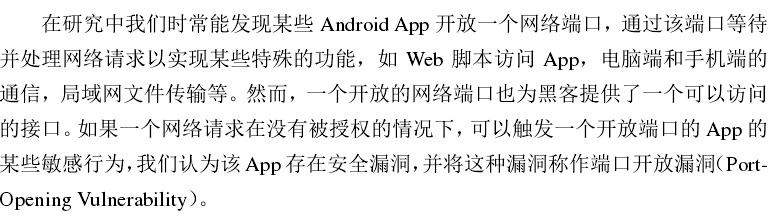 在研究中我们时常能发现某些 Android App 开放一个网络端口，通过该端口等待
并处理网络请求以实现某些特殊的功能，如 Web 脚本访问 App，电脑端和手机端的
通信，局域网文件传输等。然而，一个开放的网络端口也为黑客提供了一个可以访问
的接口。如果一个网络请求在没有被授权的情况下，可以触发一个开放端口的 App 的
某些敏感行为，我们认为该 App 存在安全漏洞，并将这种漏洞称作端口开放漏洞（Port-
Opening Vulnerability）。